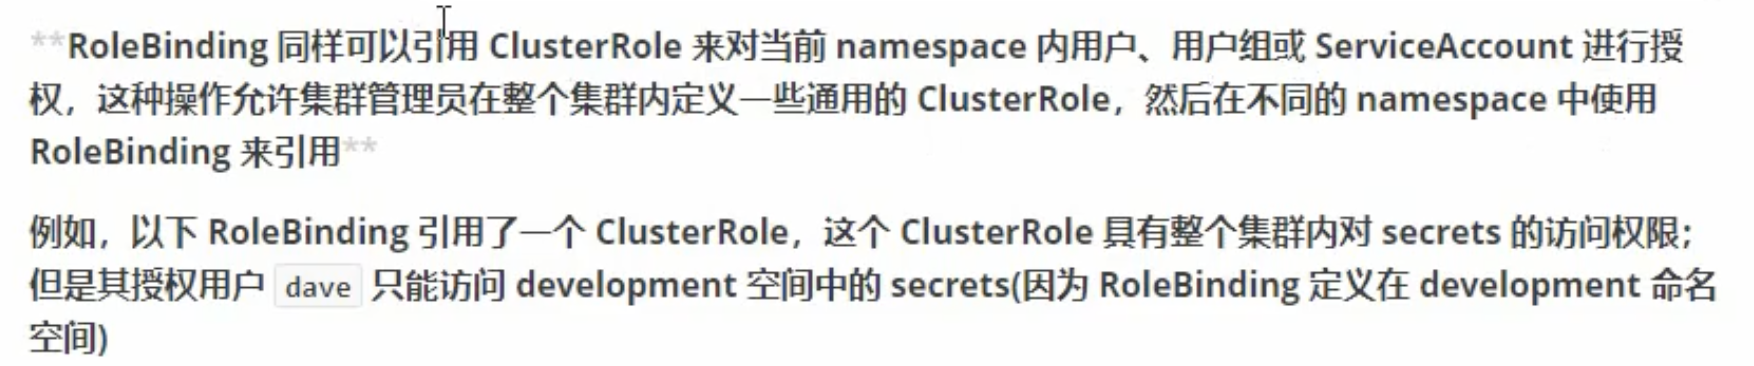 **RoleBinding 同样可以引用 ClusterRole 来对当前 namespace 内用户、用户组或 ServiceAccount 进行授
权，这种操作允许集群管理员在整个集群内定义一些通用的 ClusterRole，然后在不同的 namespace 中使用
RoleBinding 来引用**
例如，以下 RoleBinding 引用了一个 ClusterRole，这个 ClusterRole 具有整个集群内对 secrets 的访问权限；
但是其授权用户 dave 只能访问 development 空间中的 secrets(因为 RoleBinding 定义在 development 命名
空间)